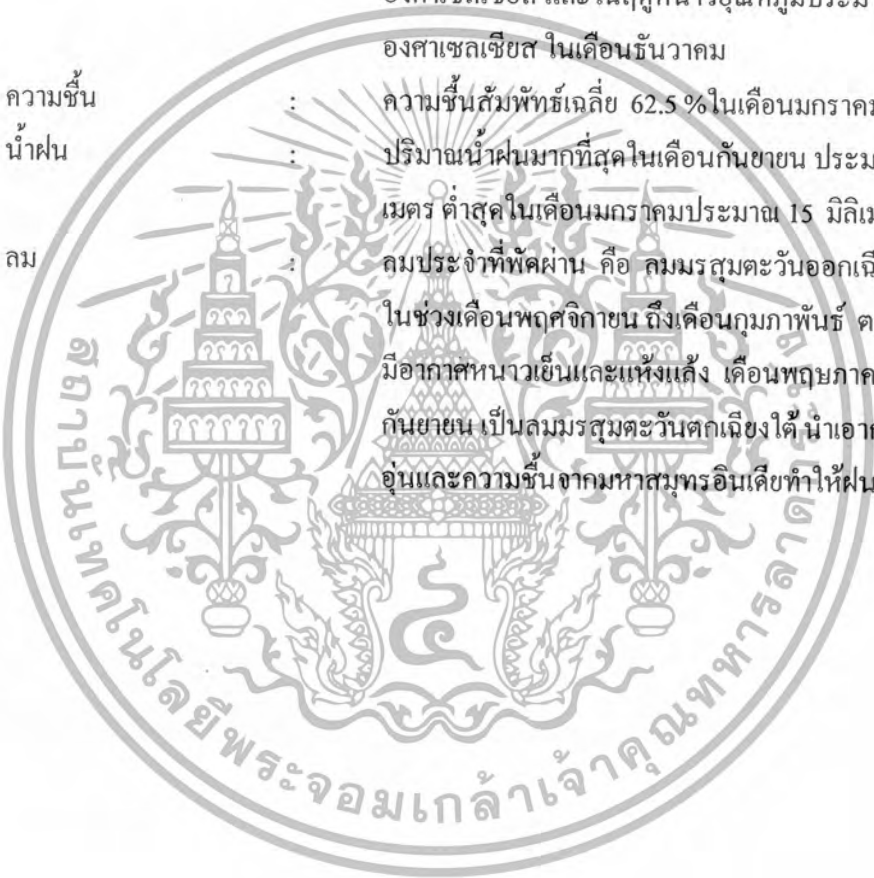 องศาเซลเซียส ในเดือนธันวาคม
ความชื้น : ความชื้นสัมพัทธ์เฉลี่ย 62.5 %ในเดือนมกราคม
น้ำฝน : ปริมาณน้ำฝนมากที่สุดในเดือนกันยายน ประม
เมตร ต่ำสุดในเดือนมกราคมประมาณ 15 มิลิเม
ลม : ลมประจำที่พัดผ่าน คือ ลมมรสุมตะวันออกเฉี
ในช่วงเดือนพฤศจิกายน ถึงเดือนกุมภาพันธ์ ต
มีอากาศหนาวเย็นและแห้งแล้ง เดือนพฤษภาค
กันยายน เป็นลมมรสุมตะวันตกเฉียงใต้ นำเอาก
อุ่นและความชื้นจากมหาสมุทรอินเดียทำให้ฝน
สถาบันเทคโนโลยีพระจอมเกล้าเจ้าคุณทหารลาด